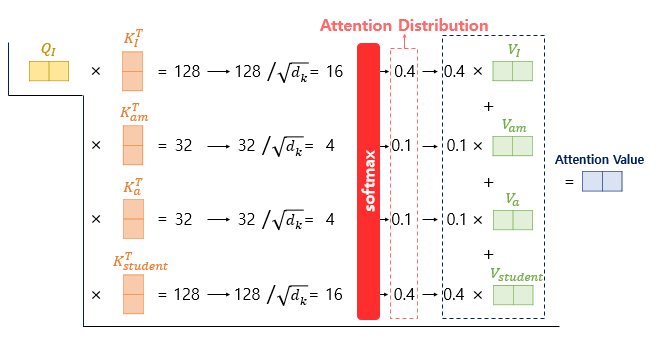 Attention Distribution
Q_I × K_I^T = 128 → 128 /√d_k = 16 → 0.4 → 0.4 × V_I
+
× K_am^T = 32 → 32 /√d_k = 4 → 0.1 → 0.1 × V_am
+
Attention Value
=
× K_a^T = 32 → 32 /√d_k = 4 → 0.1 → 0.1 × V_a
+
× K_student^T = 128 → 128 /√d_k = 16 → 0.4 → 0.4 × V_student
softmax